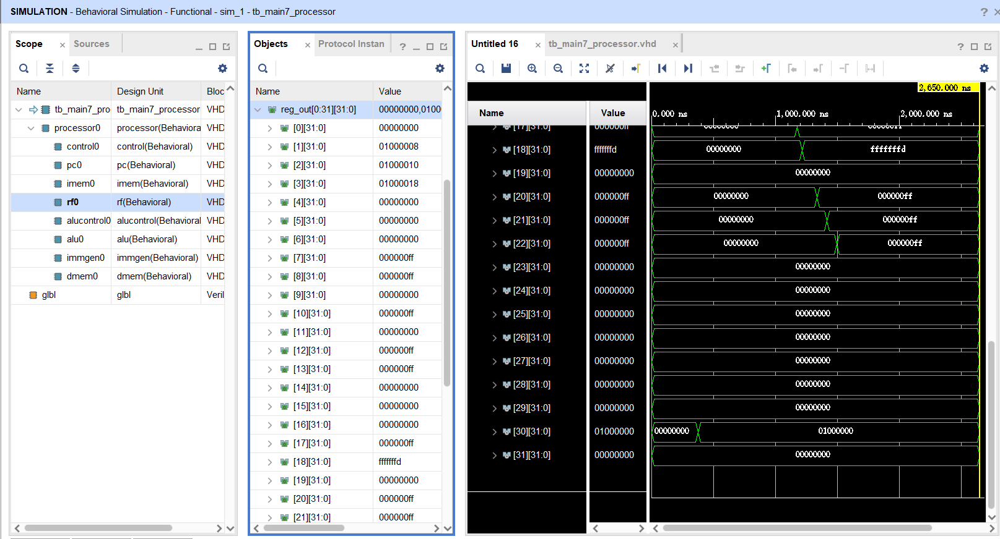 SIMULATION - Behavioral Simulation - Functional - sim_1 - tb_main7_processor
Scope
Sources
Name Design Unit Bloc
tb_main7_pro tb_main7_processor VHD
processor0 processor(Behaviora VHD
control0 control(Behavioral) VHD
pc0 pc(Behavioral) VHD
imem0 imem(Behavioral) VHD
rf0 rf(Behavioral) VHD
alucontrol0 alucontrol(Behavioral VHD
alu0 alu(Behavioral) VHD
immgen0 immgen(Behavioral) VHD
dmem0 dmem(Behavioral) VHD
glbl glbl Veril
Objects
Protocol Instan
Name Value
reg_out[0:31][31:0] 00000000,0100
[0][31:0] 00000000
[1][31:0] 01000008
[2][31:0] 01000010
[3][31:0] 01000018
[4][31:0] 00000000
[5][31:0] 00000000
[6][31:0] 00000000
[7][31:0] 000000ff
[8][31:0] 000000ff
[9][31:0] 00000000
[10][31:0] 000000ff
[11][31:0] 00000000
[12][31:0] 000000ff
[13][31:0] 000000ff
[14][31:0] 00000000
[15][31:0] 00000000
[16][31:0] 00000000
[17][31:0] 000000ff
[18][31:0] fffffffd
[19][31:0] 00000000
[20][31:0] 000000ff
[21][31:0] 000000ff
Untitled 16
tb_main7_processor.vhd
2,650.000 ns
Name Value 0.000 ns 1,000.000 ns 2,000.000 ns
[17][31:0] 000000ff 00000000 000000ff
[18][31:0] fffffffd 00000000 fffffffd
[19][31:0] 00000000 00000000
[20][31:0] 000000ff 00000000 000000ff
[21][31:0] 000000ff 00000000 000000ff
[22][31:0] 000000ff 00000000 000000ff
[23][31:0] 00000000 00000000
[24][31:0] 00000000 00000000
[25][31:0] 00000000 00000000
[26][31:0] 00000000 00000000
[27][31:0] 00000000 00000000
[28][31:0] 00000000 00000000
[29][31:0] 00000000 00000000
[30][31:0] 01000000 00000000 01000000
[31][31:0] 00000000 00000000